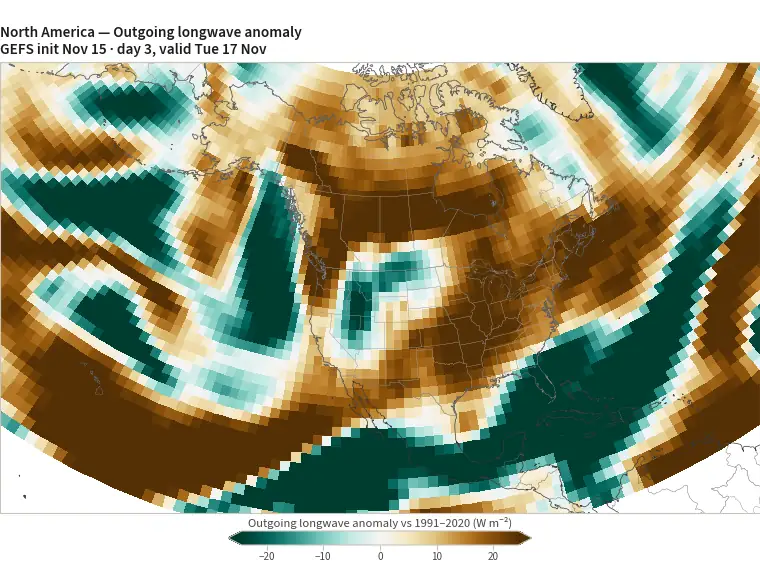 North America — Outgoing longwave anomaly
GEFS init Nov 15 · day 3, valid Tue 17 Nov
Outgoing longwave anomaly vs 1991–2020 (W m⁻²)
−20 −10 0 10 20